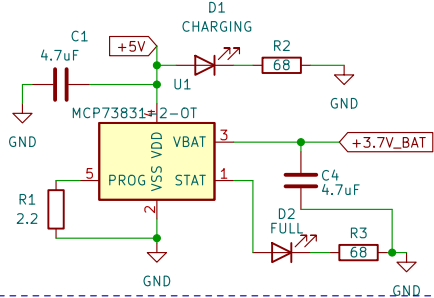 D1
CHARGING
+5V
C1
4.7uF
R2
68
GND
U1
MCP73831-2-OT
4
GND
VDD
VBAT
3
+3.7V_BAT
5
PROG
VSS
STAT
1
C4
4.7uF
R1
2.2
2
D2
FULL
R3
68
GND
GND